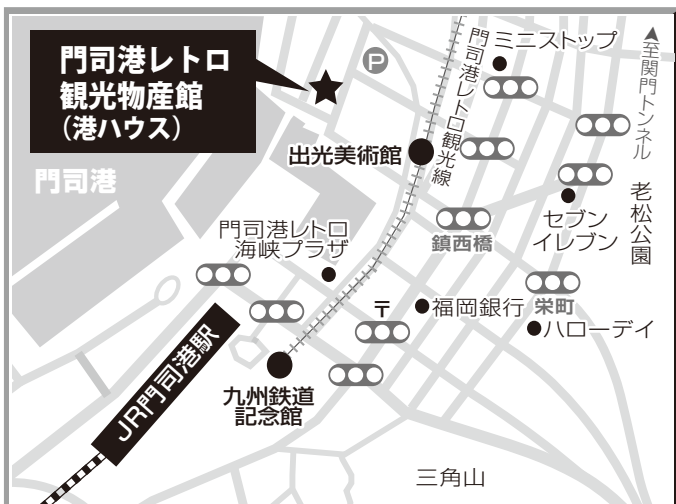 門司港レトロ
観光物産館
(港ハウス)
P
ミニストップ
門司港レトロ観光線
▲至関門トンネル
出光美術館
門司港
老松公園
セブン
イレブン
鎮西橋
門司港レトロ
海峡プラザ
〒
福岡銀行
栄町
ハローデイ
JR門司港駅
九州鉄道
記念館
三角山